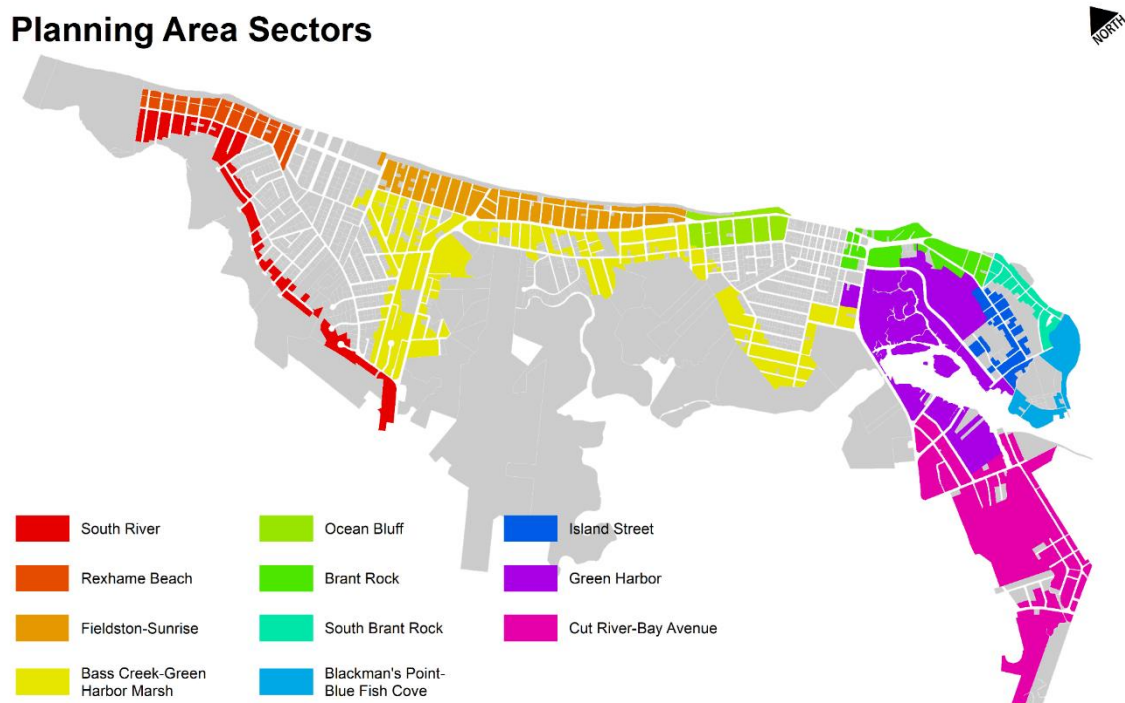 Planning Area Sectors
NORTH
South River
Rexhame Beach
Fieldston-Sunrise
Bass Creek-Green
Harbor Marsh
Ocean Bluff
Brant Rock
South Brant Rock
Blackman's Point-
Blue Fish Cove
Island Street
Green Harbor
Cut River-Bay Avenue